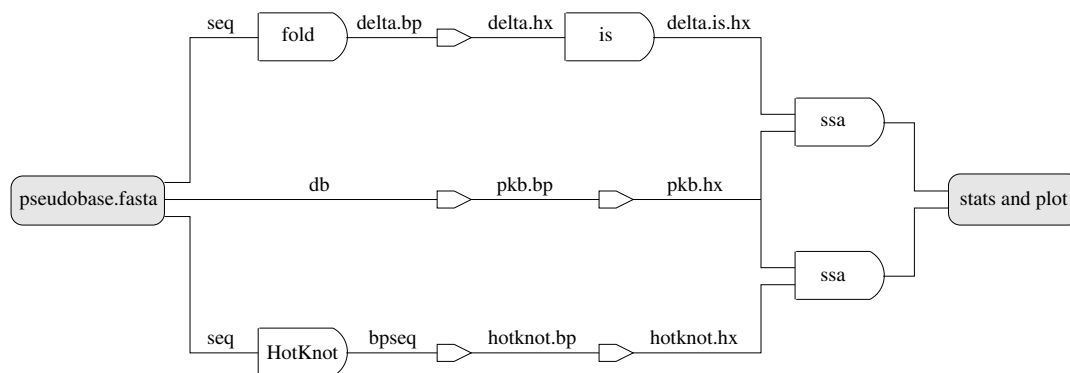 seq
fold
delta.bp
delta.hx
is
delta.is.hx
ssa
pseudobase.fasta
db
pkb.bp
pkb.hx
stats and plot
ssa
seq
HotKnot
bpseq
hotknot.bp
hotknot.hx